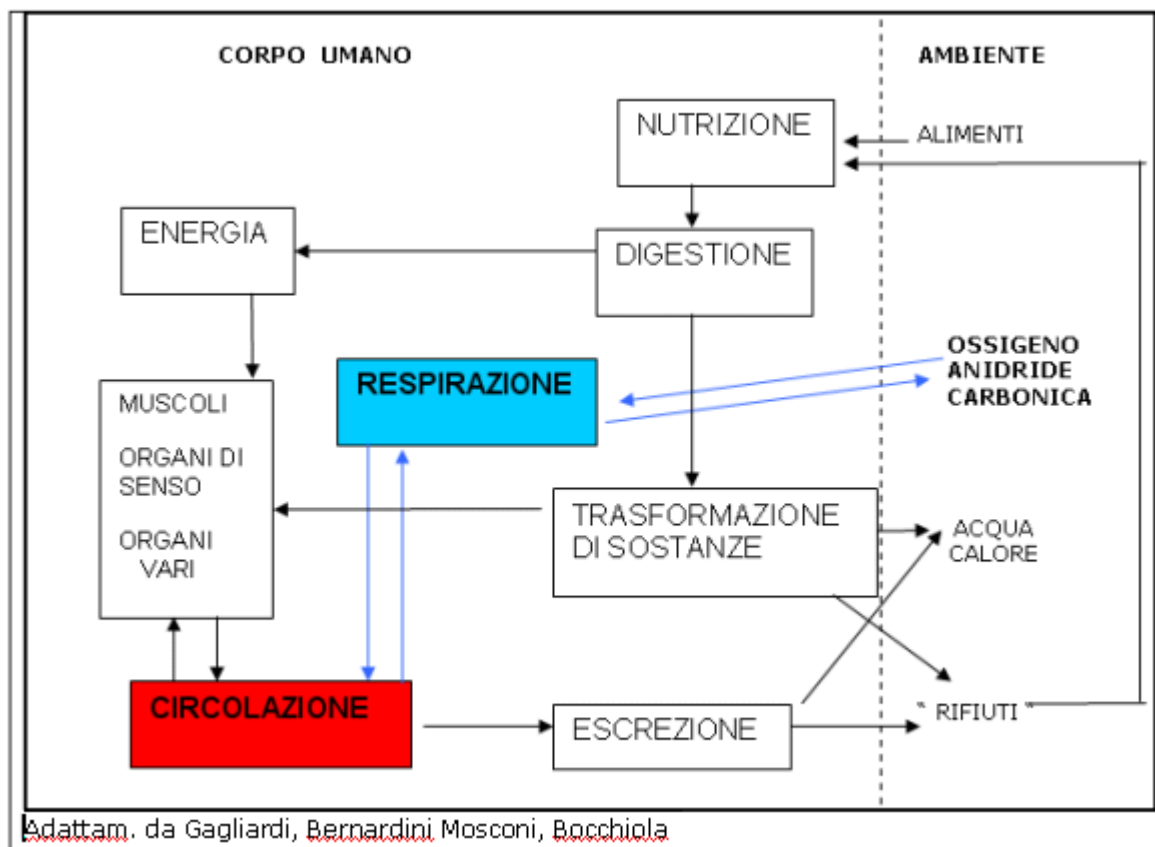 CORPO UMANO
AMBIENTE
NUTRIZIONE
ALIMENTI
ENERGIA
DIGESTIONE
RESPIRAZIONE
OSSIGENO
ANIDRIDE
CARBONICA
MUSCOLI
ORGANI DI
SENSO
ORGANI
VARI
TRASFORMAZIONE
DI SOSTANZE
ACQUA
CALORE
CIRCOLAZIONE
ESCREZIONE
RIFIUTI
Adattam. da Gagliardi, Bernardini Mosconi, Bocchiola